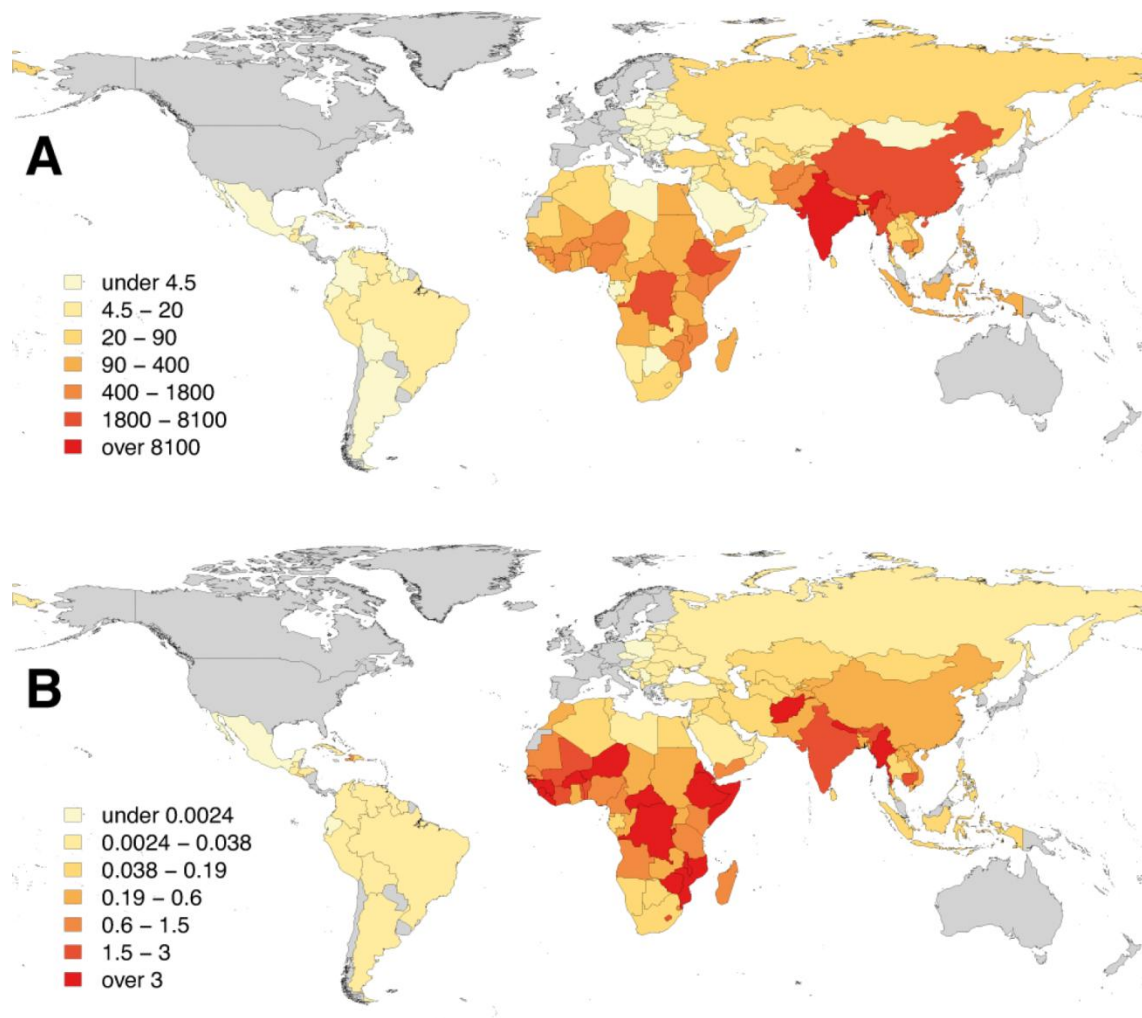 A
under 4.5
4.5 – 20
20 – 90
90 – 400
400 – 1800
1800 – 8100
over 8100
B
under 0.0024
0.0024 – 0.038
0.038 – 0.19
0.19 – 0.6
0.6 – 1.5
1.5 – 3
over 3